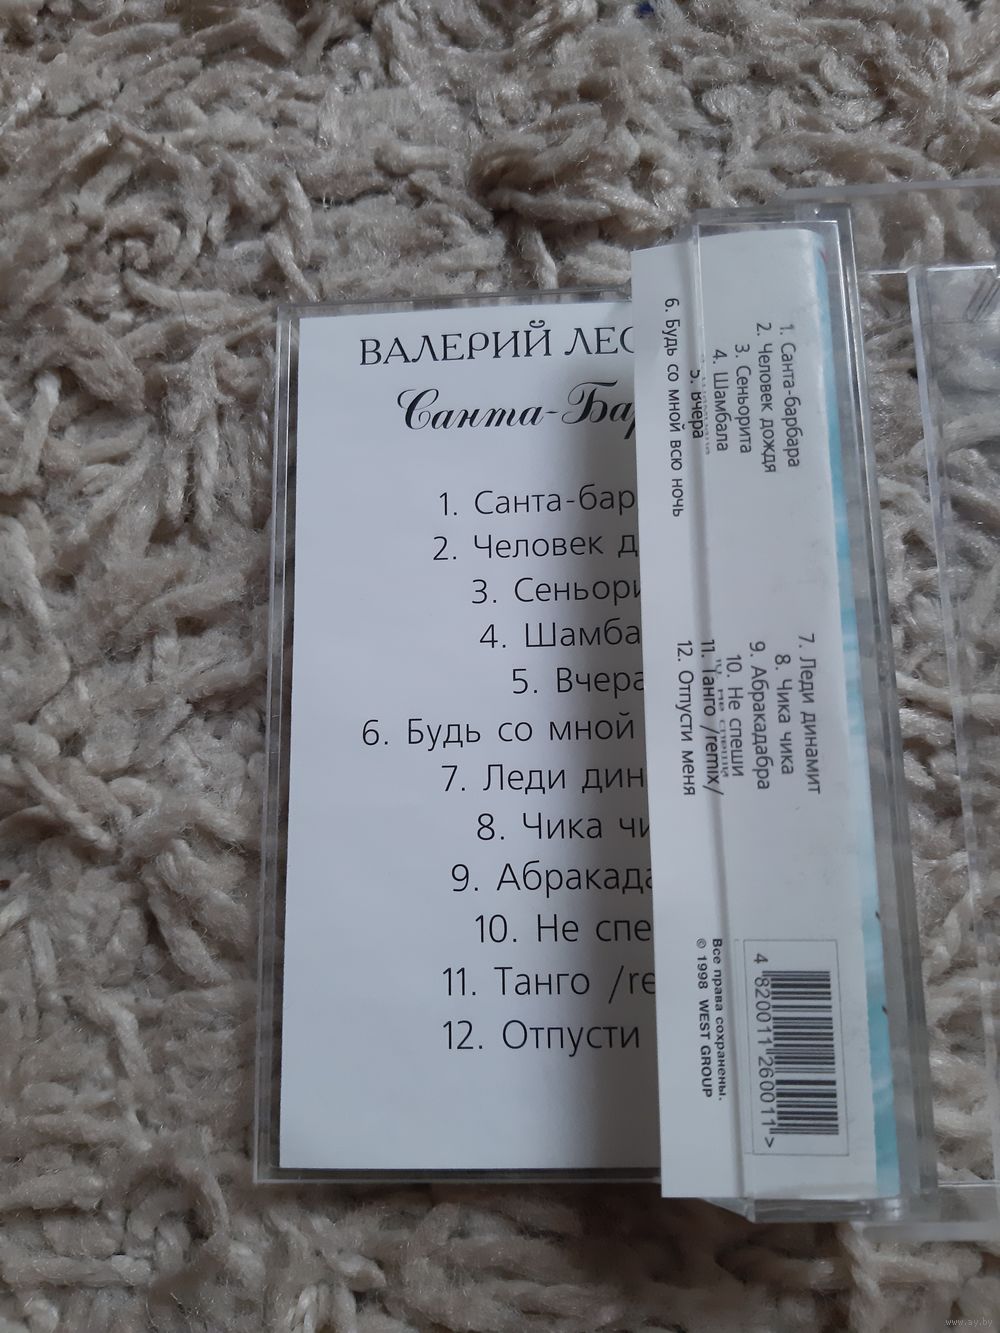 ВАЛЕРИЙ ЛЕО
Санта-Бар
1. Санта-бар
2. Человек д
3. Сеньори
4. Шамба
5. Вчера
6. Будь со мной
7. Леди дин
8. Чика чи
9. Абракада
10. Не спе
11. Танго /re
12. Отпусти
1. Санта-барбара
2. Человек дождя
3. Сеньорита
4. Шамбала
5. Вчера
6. Будь со мной всю ночь
7. Леди динамит
8. Чика чика
9. Абракадабра
10. Не спеши
11. Танго /remix/
12. Отпусти меня
4 820011 260011 >
Все права сохранены.
© 1998 WEST GROUP
www.ay.by